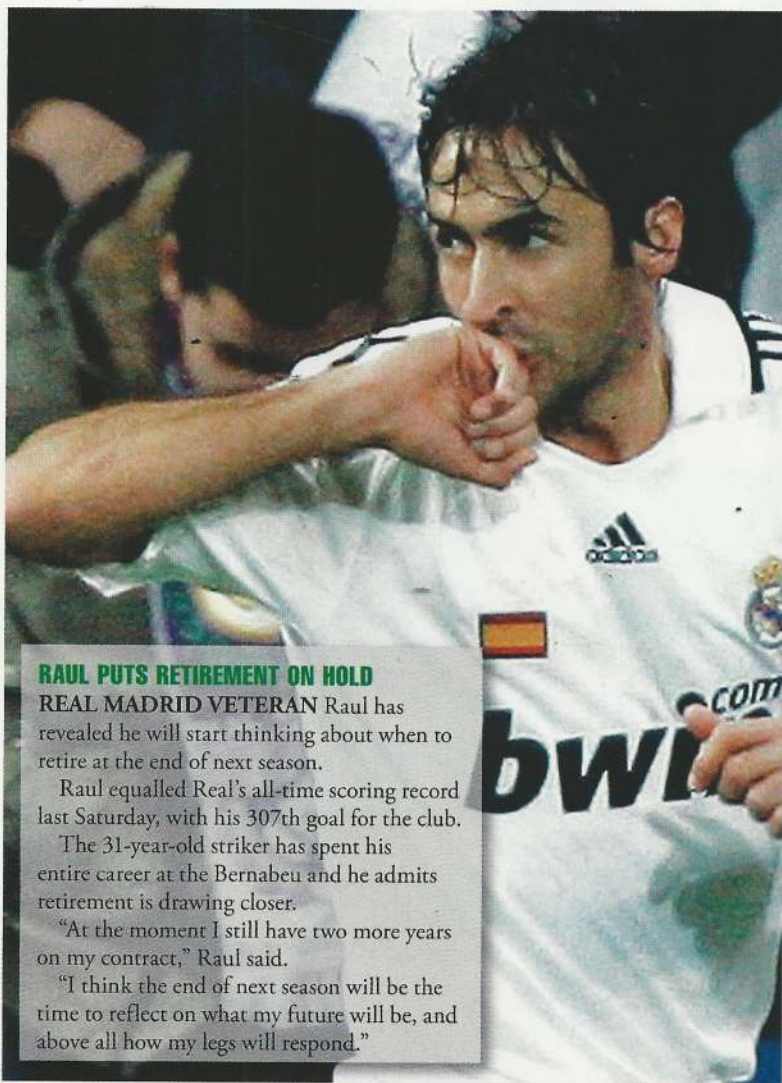 adidas
.com
bwi
RAUL PUTS RETIREMENT ON HOLD
REAL MADRID VETERAN Raul has
revealed he will start thinking about when to
retire at the end of next season.
Raul equalled Real's all-time scoring record
last Saturday, with his 307th goal for the club.
The 31-year-old striker has spent his
entire career at the Bernabeu and he admits
retirement is drawing closer.
“At the moment I still have two more years
on my contract,” Raul said.
“I think the end of next season will be the
time to reflect on what my future will be, and
above all how my legs will respond.”